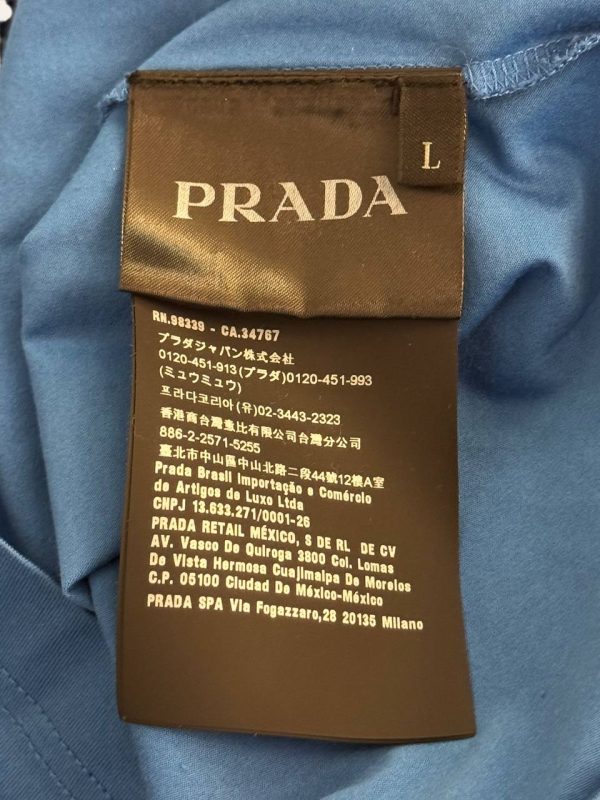 PRADA
L
RN.98339 - CA.34767
プラダジャパン株式会社
0120-451-913(プラダ)0120-451-993
(ミュウミュウ)
프라다코리아(유)02-3443-2323
香港商台灣壹比有限公司台灣分公司
886-2-2571-5255
臺北市中山區中山北路二段44號12樓A室
Prada Brasil Importação e Comércio
de Artigos de Luxo Ltda
CNPJ 13.633.271/0001-26
PRADA RETAIL MÉXICO, S DE RL DE CV
AV. Vasco De Quiroga 3800 Col. Lomas
De Vista Hermosa Cuajimalpa De Morelos
C.P. 05100 Ciudad De México-México
PRADA SPA Via Fogazzaro,28 20135 Milano